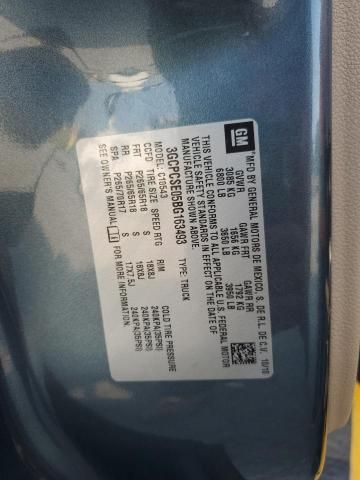 GM
MFD BY GENERAL MOTORS DE MEXICO, S. DE R.L. DE C.V. 10/10
GVWR GAWR FRT GAWR RR
3085 KG 1656 KG 1792 KG
6800 LB 3650 LB 3950 LB
THIS VEHICLE CONFORMS TO ALL APPLICABLE U.S. FEDERAL MOTOR
VEHICLE SAFETY STANDARDS IN EFFECT ON THE DATE OF
MANUFACTURE SHOWN ABOVE.
3GCPCSE05BG163493 TYPE: TRUCK
MODEL: C10543
CCFD TIRE SIZE SPEED RTG RIM COLD TIRE PRESSURE
FRT P265/65R18 S 18X8J 240KPA(35PSI)
RR P265/65R18 S 18X8J 240KPA(35PSI)
SPA P265/70R17 S 17X7.5J 240KPA(35PSI)
SEE OWNER'S MANUAL FOR MORE INFORMATION.